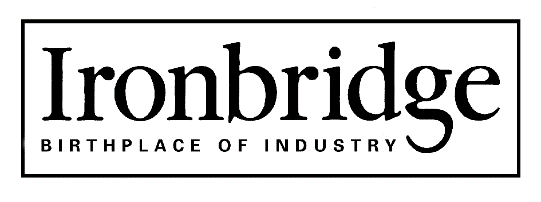 Ironbridge
BIRTHPLACE OF INDUSTRY